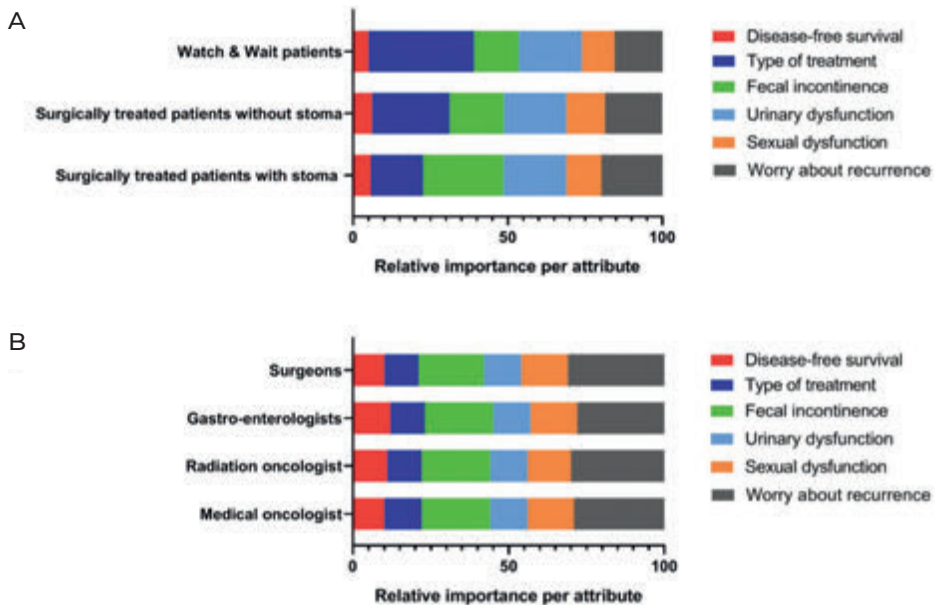 A
Watch & Wait patients
Surgically treated patients without stoma
Surgically treated patients with stoma
0 50 100
Relative importance per attribute
Disease-free survival
Type of treatment
Fecal incontinence
Urinary dysfunction
Sexual dysfunction
Worry about recurrence
B
Surgeons
Gastro-enterologists
Radiation oncologist
Medical oncologist
0 50 100
Relative importance per attribute
Disease-free survival
Type of treatment
Fecal incontinence
Urinary dysfunction
Sexual dysfunction
Worry about recurrence